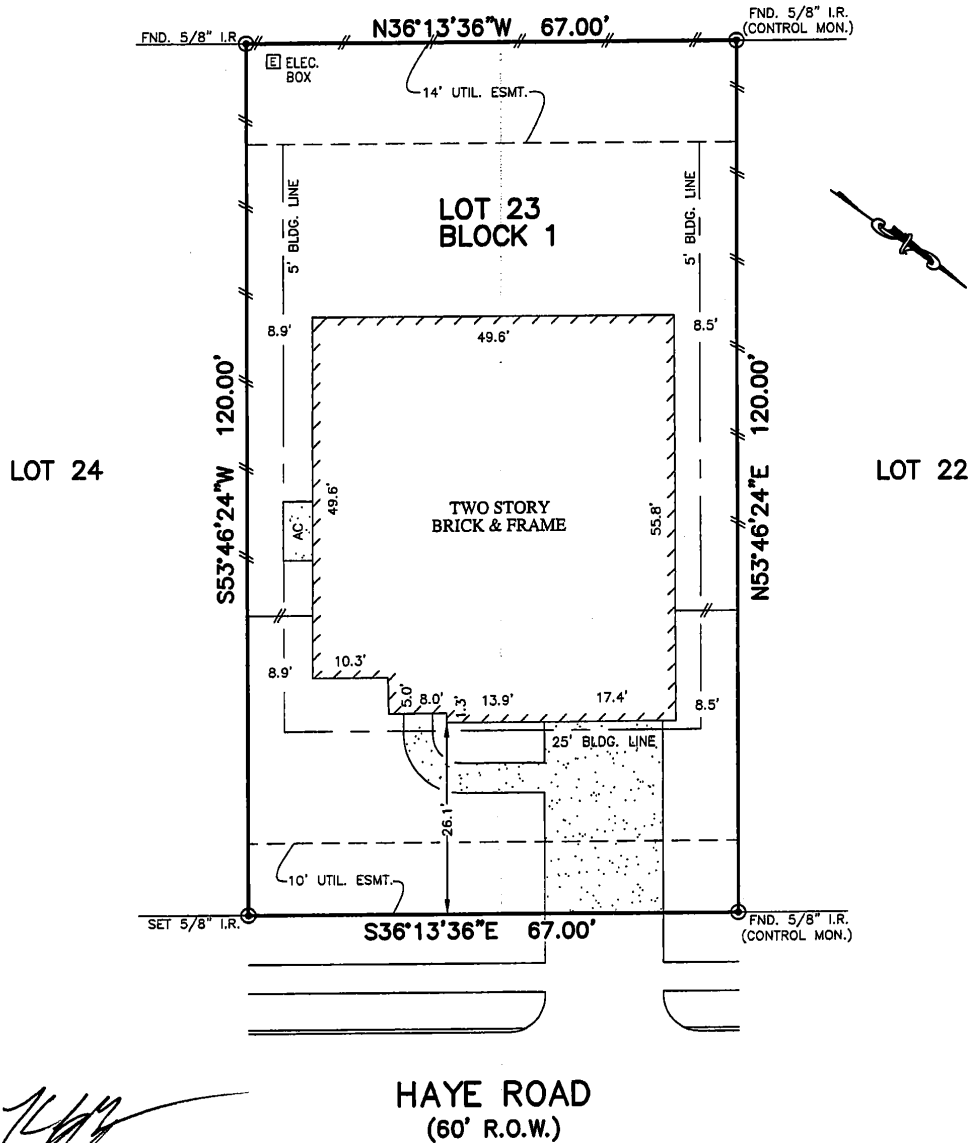 N36°13'36"W 67.00'
FND. 5/8" I.R.
FND. 5/8" I.R.
(CONTROL MON.)
E ELEC.
BOX
14' UTIL. ESMT.
5' BLDG. LINE
LOT 23
BLOCK 1
5' BLDG. LINE
8.9'
49.6'
8.5'
S53°46'24"W 120.00'
N53°46'24"E 120.00'
LOT 24
LOT 22
49.6'
TWO STORY
BRICK & FRAME
55.8'
AC
10.3'
8.9'
5.0'
8.0'
1.3'
13.9'
17.4'
8.5'
25' BLDG. LINE
26.1'
10' UTIL. ESMT.
SET 5/8" I.R.
S36°13'36"E 67.00'
FND. 5/8" I.R.
(CONTROL MON.)
HAYE ROAD
(60' R.O.W.)